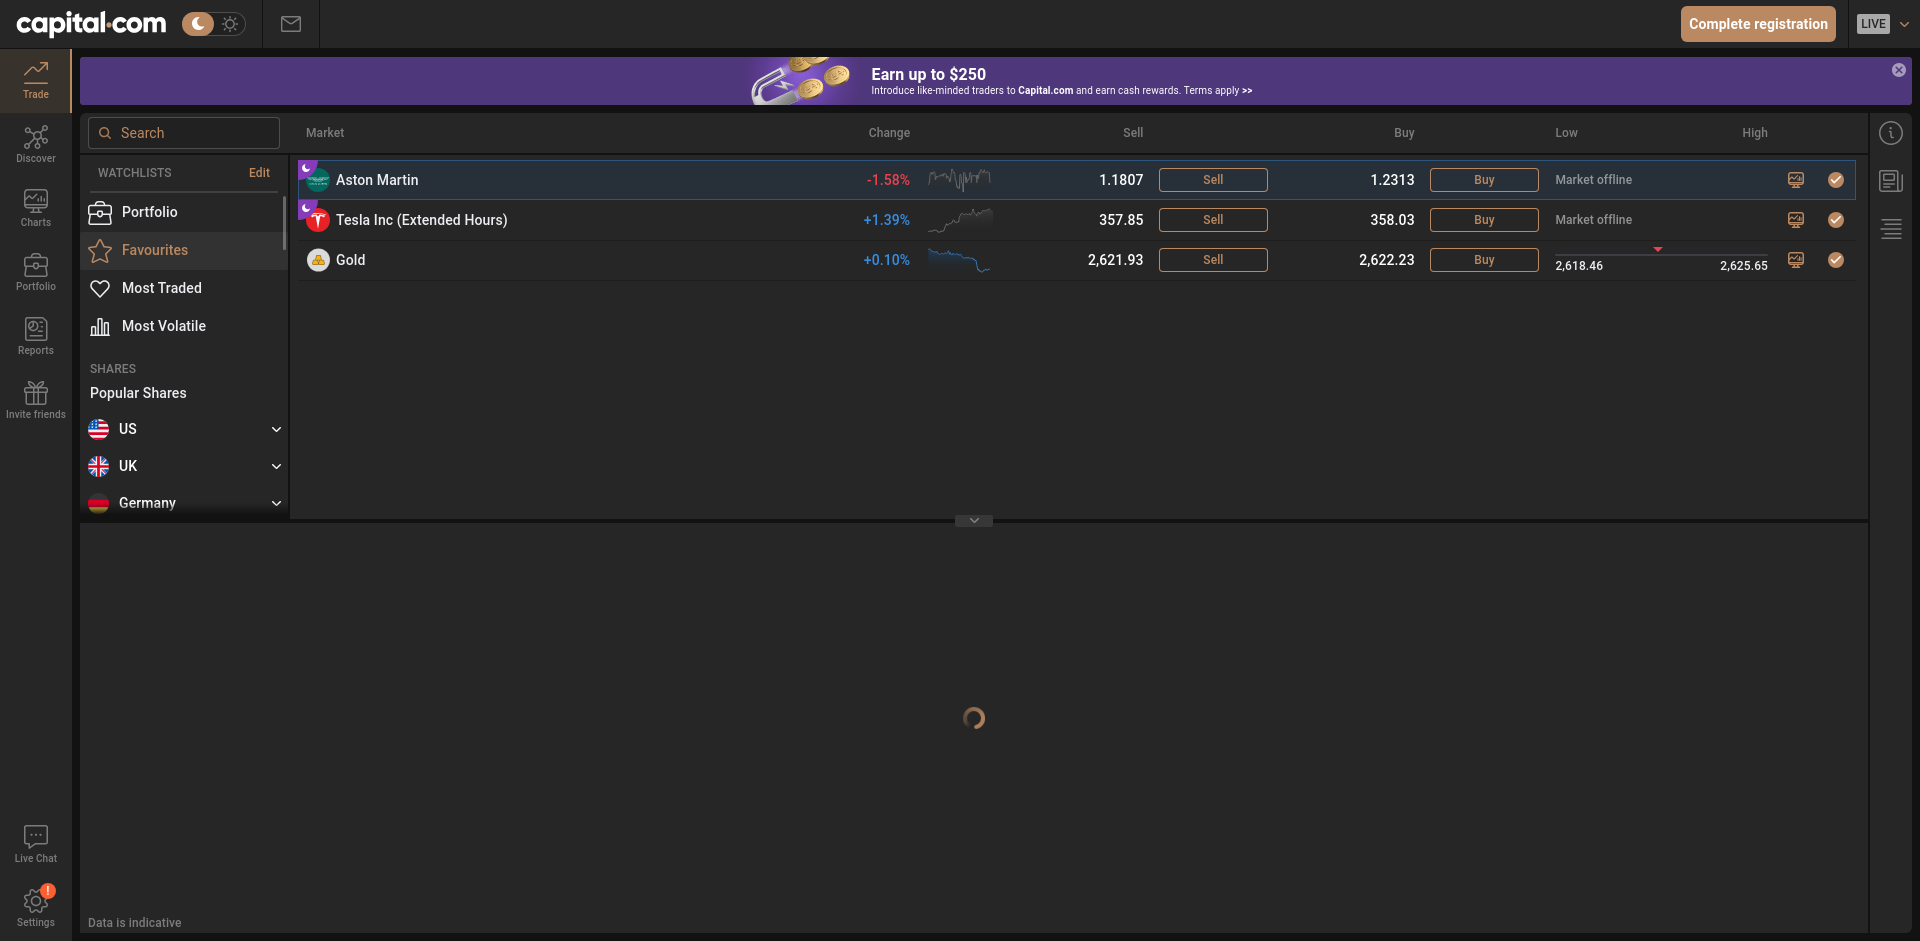 capital.com
Complete registration
LIVE
Trade
Discover
Charts
Portfolio
Reports
Invite friends
Live Chat
!
Settings
Earn up to $250
Introduce like-minded traders to Capital.com and earn cash rewards. Terms apply >>
Search
WATCHLISTS Edit
Portfolio
Favourites
Most Traded
Most Volatile
SHARES
Popular Shares
US
UK
Germany
Market Change Sell Buy Low High
Aston Martin -1.58% 1.1807 Sell 1.2313 Buy Market offline
Tesla Inc (Extended Hours) +1.39% 357.85 Sell 358.03 Buy Market offline
Gold +0.10% 2,621.93 Sell 2,622.23 Buy 2,618.46 2,625.65
Data is indicative